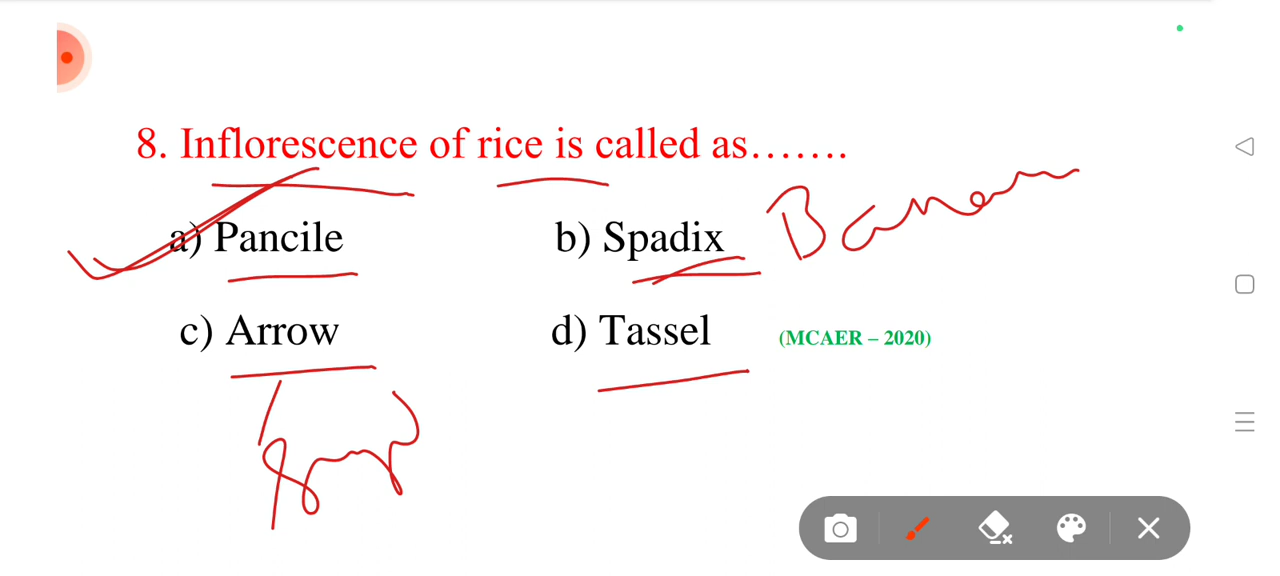 8. Inflorescence of rice is called as.......
a) Pancile b) Spadix
c) Arrow d) Tassel (MCAER – 2020)